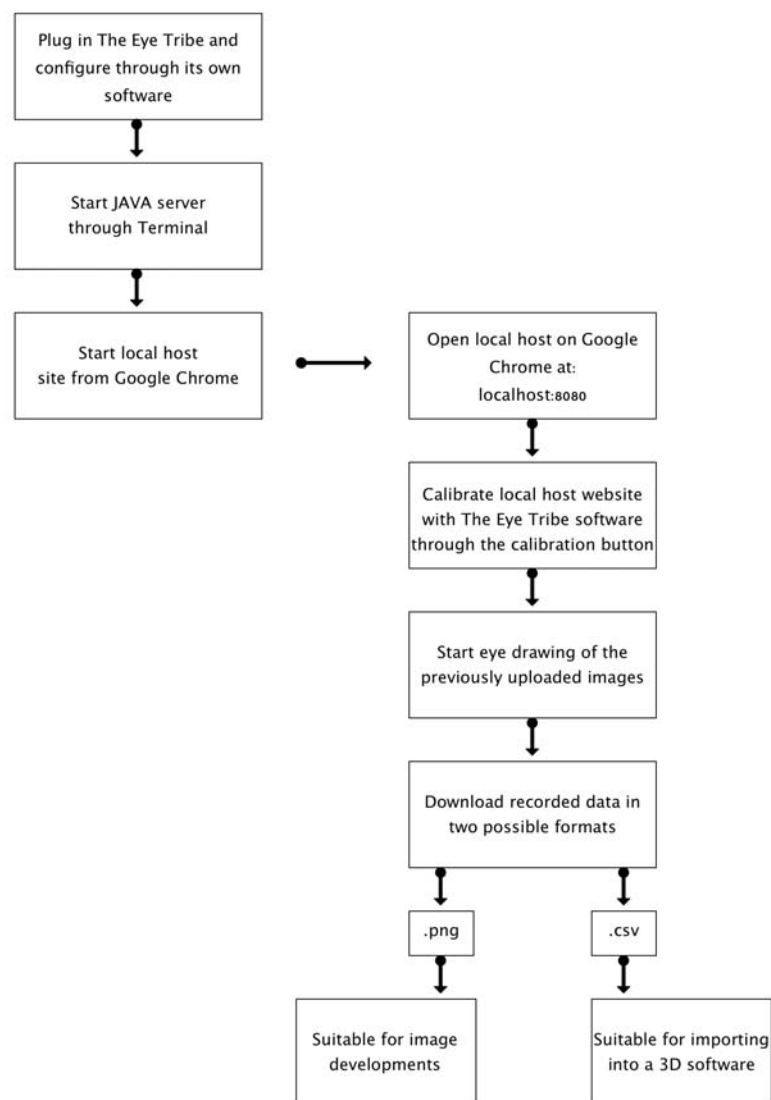 Plug in The Eye Tribe and
configure through its own
software
Start JAVA server
through Terminal
Start local host
site from Google Chrome
Open local host on Google
Chrome at:
localhost:8080
Calibrate local host website
with The Eye Tribe software
through the calibration button
Start eye drawing of the
previously uploaded images
Download recorded data in
two possible formats
.png
.csv
Suitable for image
developments
Suitable for importing
into a 3D software